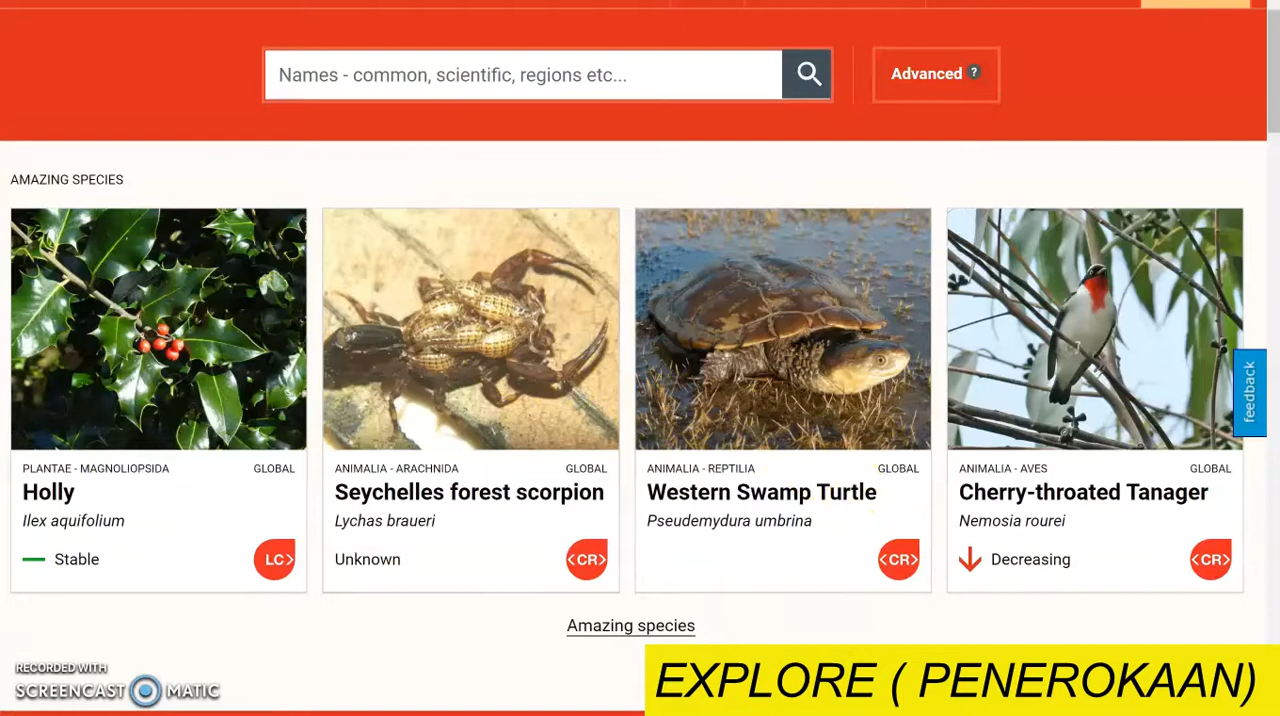 Names - common, scientific, regions etc...
Advanced ?
AMAZING SPECIES
PLANTAE - MAGNOLIOPSIDA GLOBAL
Holly
Ilex aquifolium
Stable LC>
ANIMALIA - ARACHNIDA GLOBAL
Seychelles forest scorpion
Lychas braueri
Unknown <CR>
ANIMALIA - REPTILIA GLOBAL
Western Swamp Turtle
Pseudemydura umbrina
<CR>
ANIMALIA - AVES GLOBAL
Cherry-throated Tanager
Nemosia rourei
Decreasing <CR>
feedback
Amazing species
RECORDED WITH
SCREENCAST MATIC
EXPLORE ( PENEROKAAN)